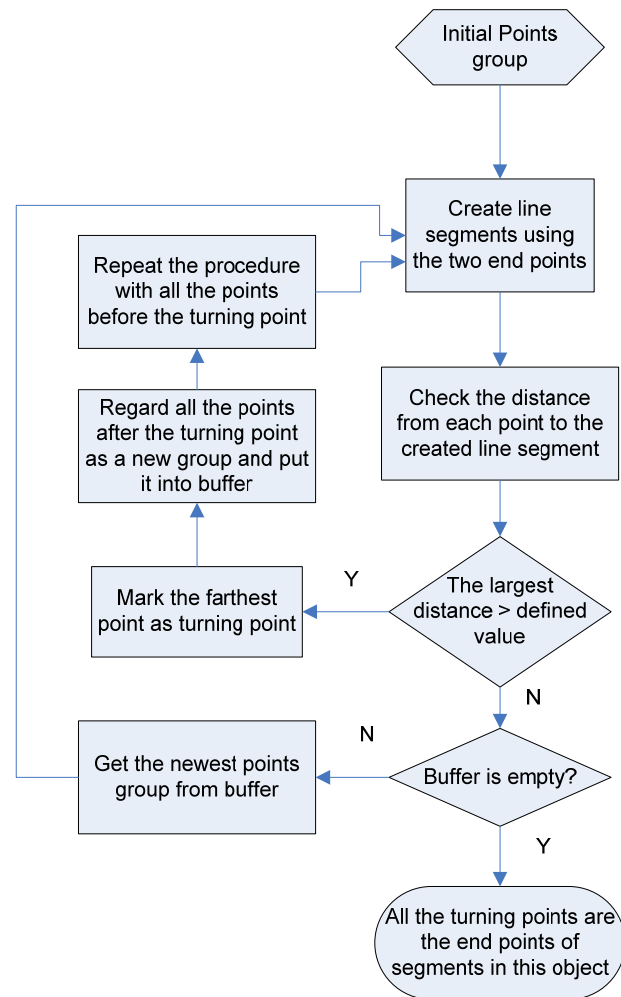 Initial Points
group
Create line
segments using
the two end points
Repeat the procedure
with all the points
before the turning point
Check the distance
from each point to the
created line segment
Regard all the points
after the turning point
as a new group and put
it into buffer
The largest
distance > defined
value
Y
Mark the farthest
point as turning point
N
Buffer is empty?
N
Get the newest points
group from buffer
Y
All the turning points are
the end points of
segments in this object